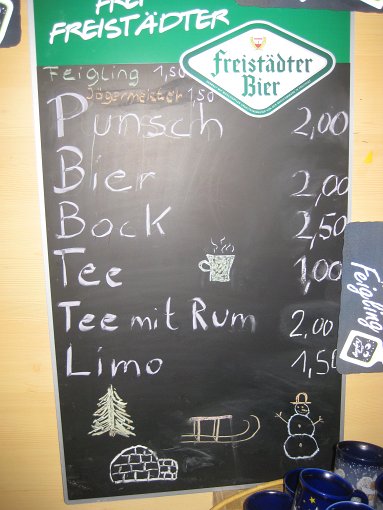 FREI
FREISTÄDTER
Freistädter
Bier
Feigling 1,50
Jägermeister 1,50
Punsch 2,00
Bier 2,00
Bock 2,50
Tee 1,00
Tee mit Rum 2,00
Limo 1,50
Feigling